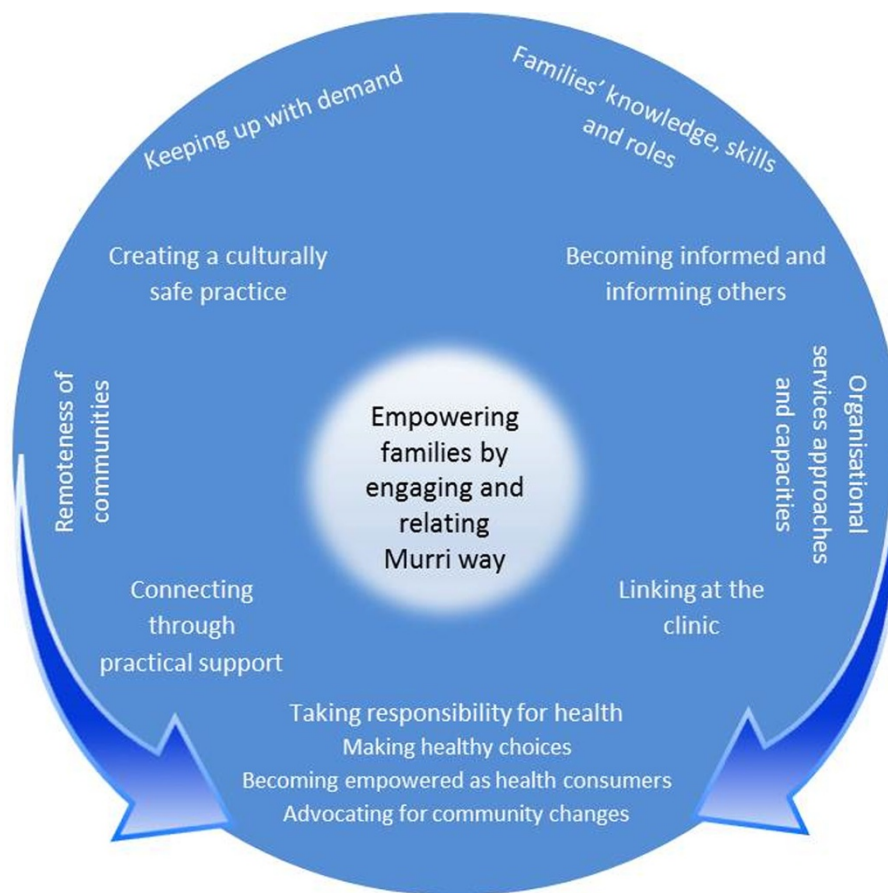 Keeping up with demand
Families' knowledge, skills
and roles
Creating a culturally
safe practice
Becoming informed and
informing others
Remoteness of
communities
Empowering
families by
engaging and
relating
Murri way
Organisational
services approaches
and capacities
Connecting
through
practical support
Linking at the
clinic
Taking responsibility for health
Making healthy choices
Becoming empowered as health consumers
Advocating for community changes